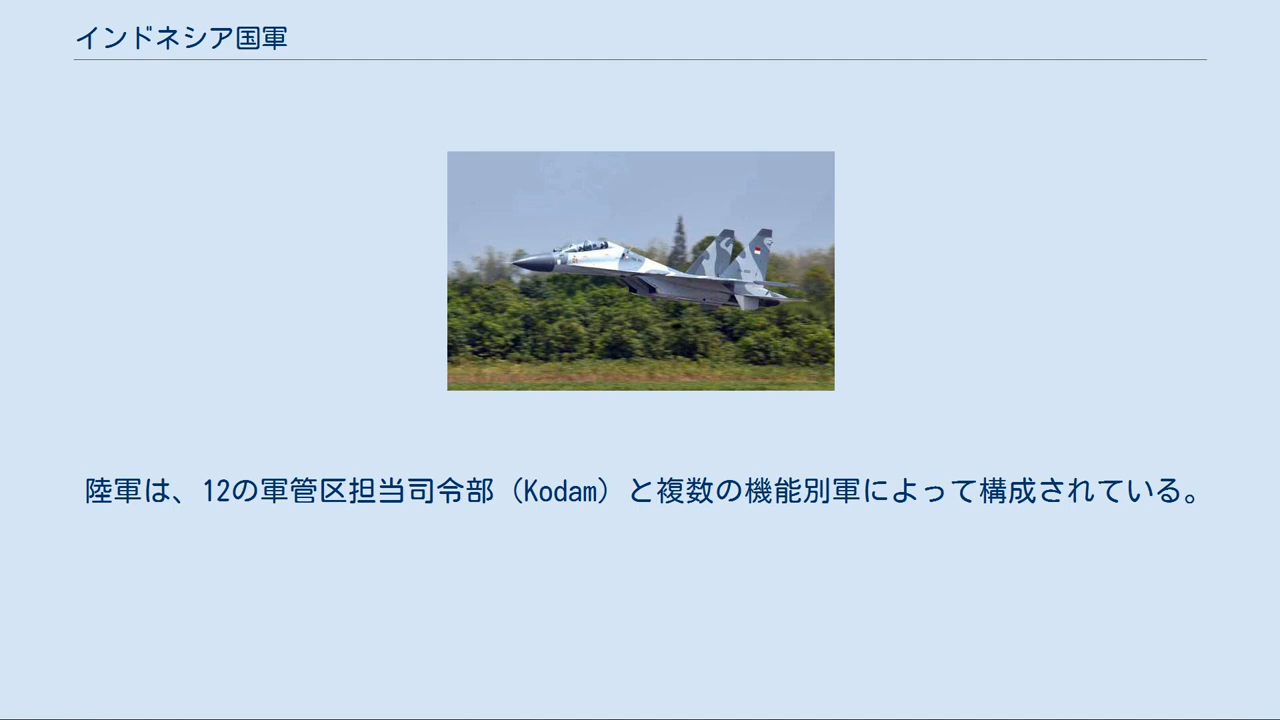 インドネシア国軍
陸軍は、12の軍管区担当司令部（Kodam）と複数の機能別軍によって構成されている。